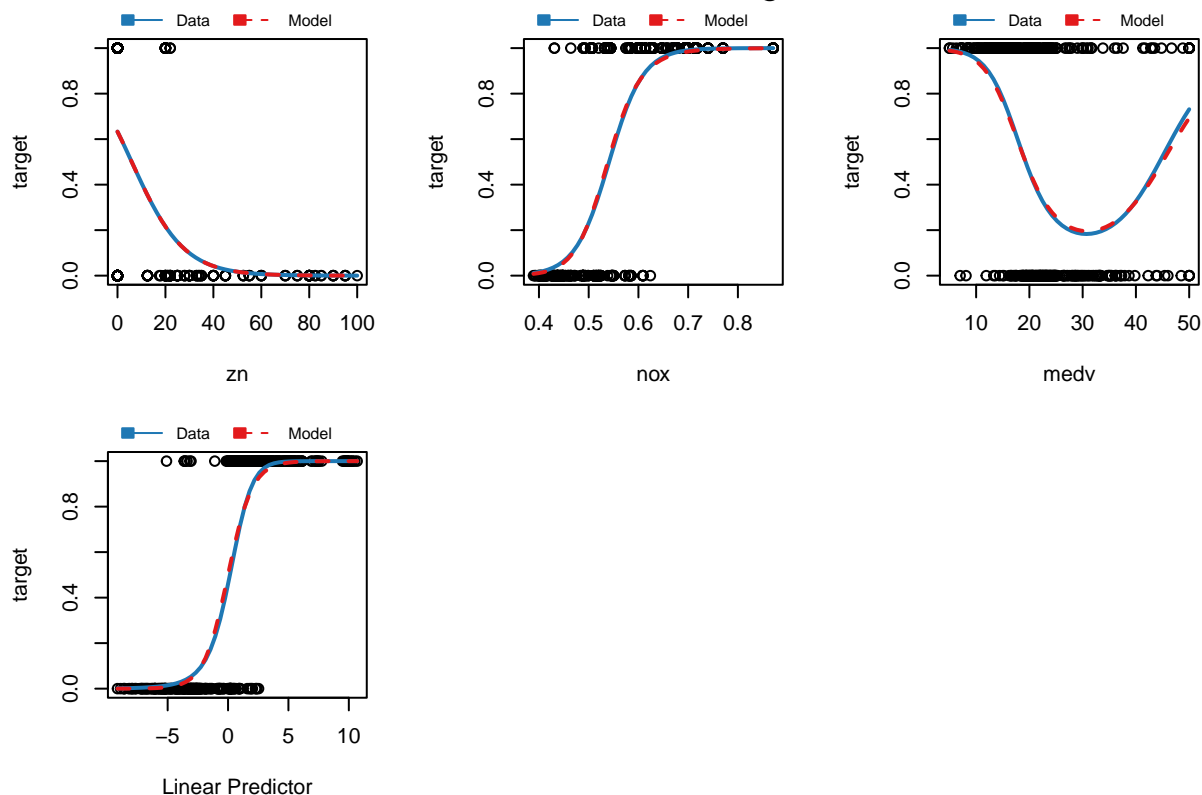 Data Model
target
0.0 0.4 0.8
0 20 40 60 80 100
zn
Data Model
target
0.0 0.4 0.8
0.4 0.5 0.6 0.7 0.8
nox
Data Model
target
0.0 0.4 0.8
10 20 30 40 50
medv
Data Model
target
0.0 0.4 0.8
−5 0 5 10
Linear Predictor